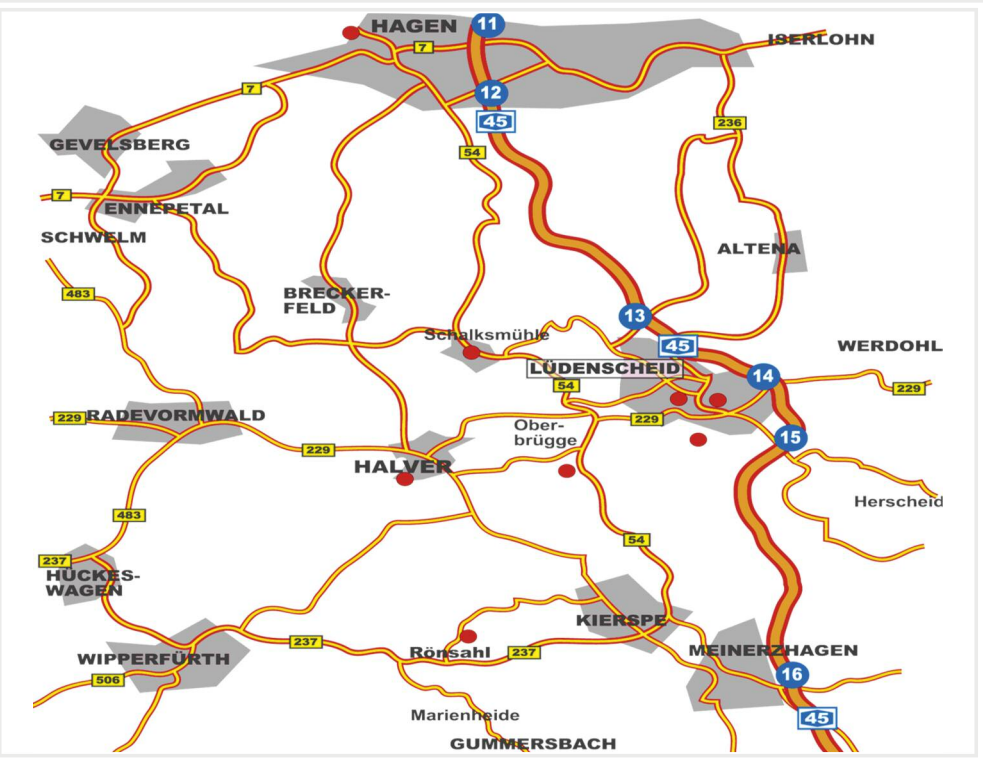 11
HAGEN
ISERLOHN
7
7
12
45
236
54
GEVELSBERG
7
ENNEPETAL
SCHWELM
ALTENA
483
BRECKER-
FELD
13
Schalksmühle
45
WERDOHL
LÜDENSCHEID
14
54
229
229
RADEVORMWALD
229
Ober-
brügge
15
229
HALVER
Herscheid
483
54
237
HÜCKES-
WAGEN
KIERSPE
237
Rönsahl
237
MEINERZHAGEN
WIPPERFÜRTH
16
506
Marienheide
45
GUMMERSBACH